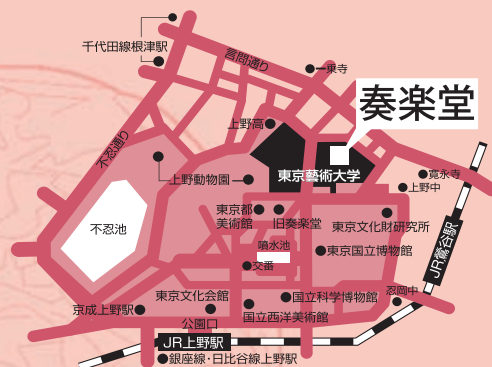 千代田線根津駅
言問通り
一乗寺
奏楽堂
不忍通り
上野高
東京藝術大学
上野動物園
寛永寺
上野中
東京都
美術館
旧奏楽堂
東京文化財研究所
不忍池
噴水池
東京国立博物館
JR鶯谷駅
交番
忍岡中
東京文化会館
国立科学博物館
京成上野駅
公園口
国立西洋美術館
JR上野駅
銀座線・日比谷線上野駅